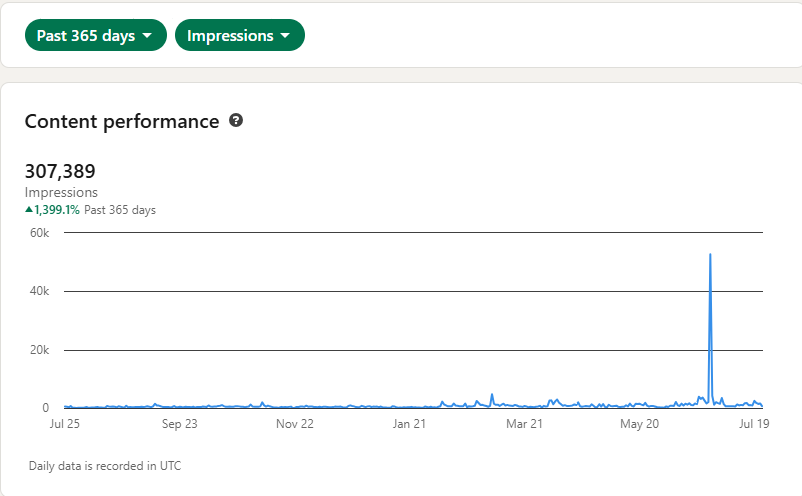 Past 365 days
Impressions
Content performance
307,389
Impressions
1,399.1% Past 365 days
60k
40k
20k
0
Jul 25 Sep 23 Nov 22 Jan 21 Mar 21 May 20 Jul 19
Daily data is recorded in UTC